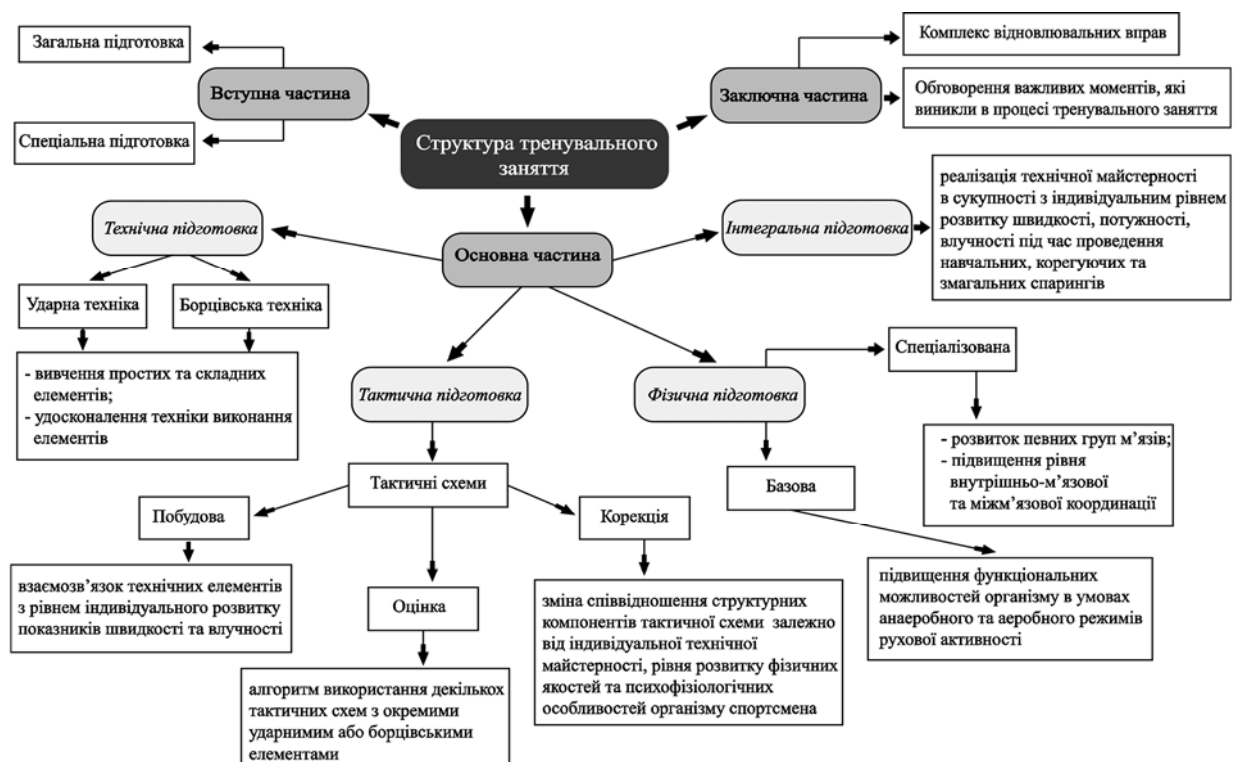 Загальна підготовка
Вступна частина
Спеціальна підготовка
Структура тренувального
заняття
Комплекс відновлювальних вправ
Заключна частина
Обговорення важливих моментів, які
виникли в процесі тренувального заняття
Технічна підготовка
Основна частина
Інтегральна підготовка
реалізація технічної майстерності
в сукупності з індивідуальним рівнем
розвитку швидкості, потужності,
влучності під час проведення
навчальних, корегуючих та
змагальних спарингів
Ударна техніка
Борцівська техніка
- вивчення простих та складних
елементів;
- удосконалення техніки виконання
елементів
Тактична підготовка
Фізична підготовка
Спеціалізована
- розвиток певних груп м’язів;
- підвищення рівня
внутрішньо-м’язової
та міжм’язової координації
Базова
підвищення функціональних
можливостей організму в умовах
анаеробного та аеробного режимів
рухової активності
Тактичні схеми
Побудова
взаємозв’язок технічних елементів
з рівнем індивідуального розвитку
показників швидкості та влучності
Оцінка
алгоритм використання декількох
тактичних схем з окремими
ударнимим або борцівськими
елементами
Корекція
зміна співвідношення структурних
компонентів тактичної схеми залежно
від індивідуальної технічної
майстерності, рівня розвитку фізичних
якостей та психофізіологічних
особливостей організму спортсмена